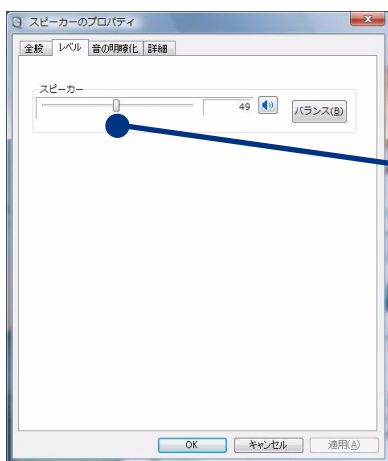 スピーカーのプロパティ
全般 レベル 音の明瞭化 詳細
スピーカー
49 バランス(B)
OK キャンセル 適用(A)